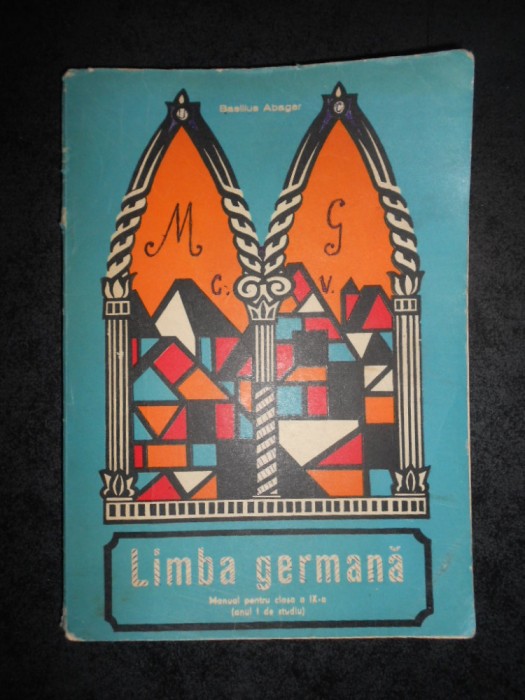 Basilius Abager
M G
C. V.
Limba germană
Manual pentru clasa a IX-a
(anul I de studiu)